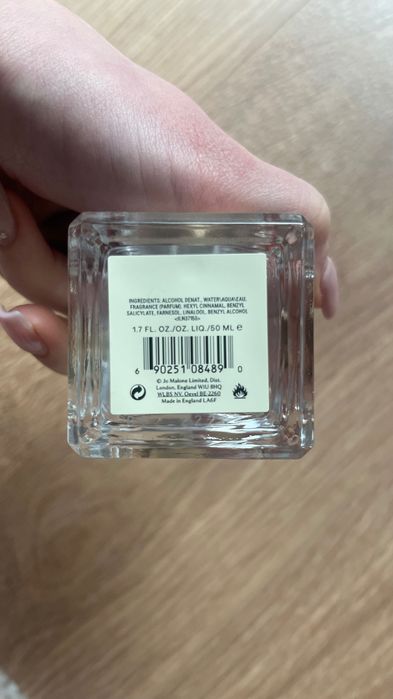 INGREDIENTS: ALCOHOL DENAT., WATER\AQUA\EAU,
FRAGRANCE (PARFUM), HEXYL CINNAMAL, BENZYL
SALICYLATE, FARNESOL, LINALOOL, BENZYL ALCOHOL
<ILN37153>
1.7 FL. OZ./OZ. LIQ./50 ML e
6 90251 08489 0
© Jo Malone Limited, Dist.
London, England W1U 8HQ
WLBS NV, Oevel BE-2260
Made in England LA6F